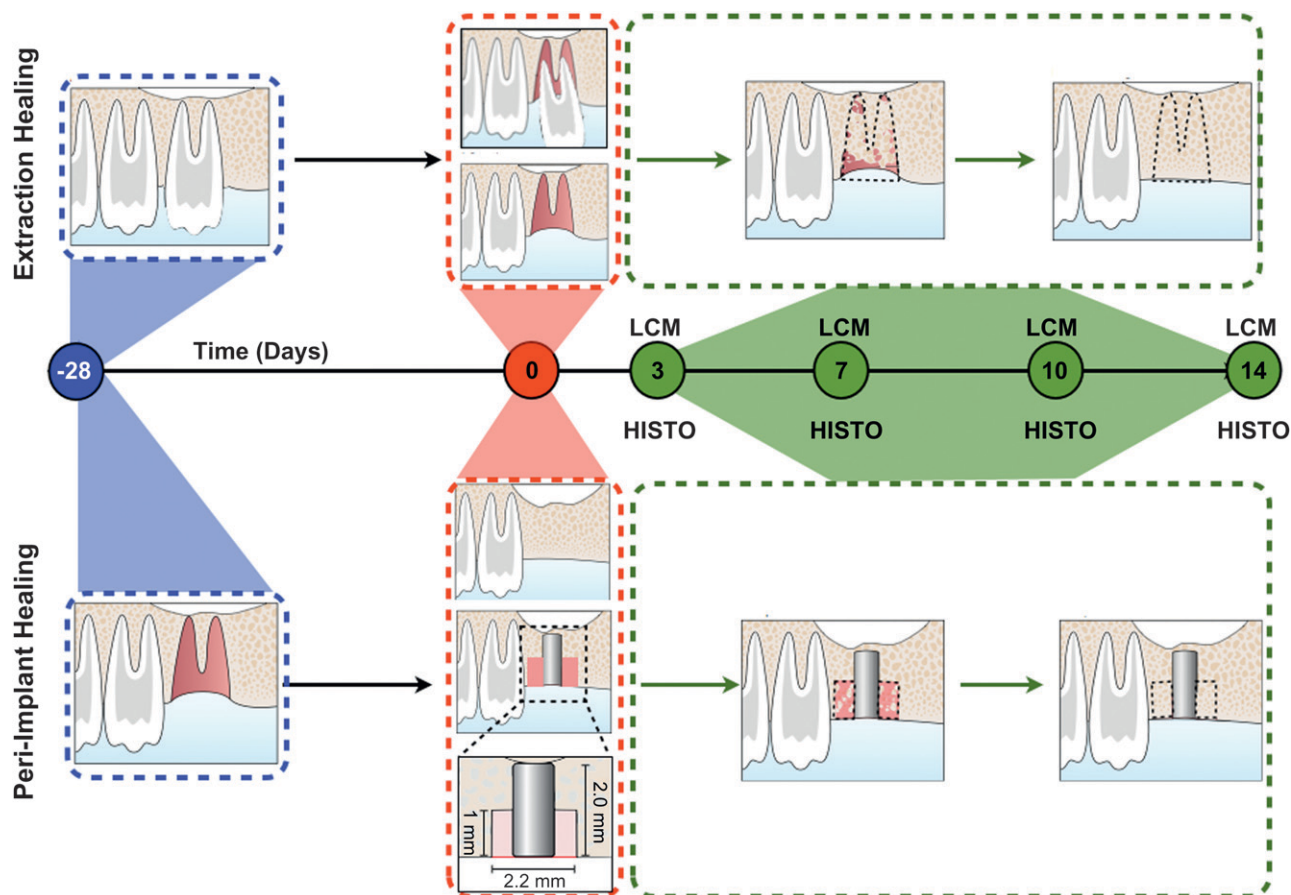 Extraction Healing
Time (Days)
-28
0
LCM
3
HISTO
LCM
7
HISTO
LCM
10
HISTO
LCM
14
HISTO
Peri-Implant Healing
1 mm
2.0 mm
2.2 mm